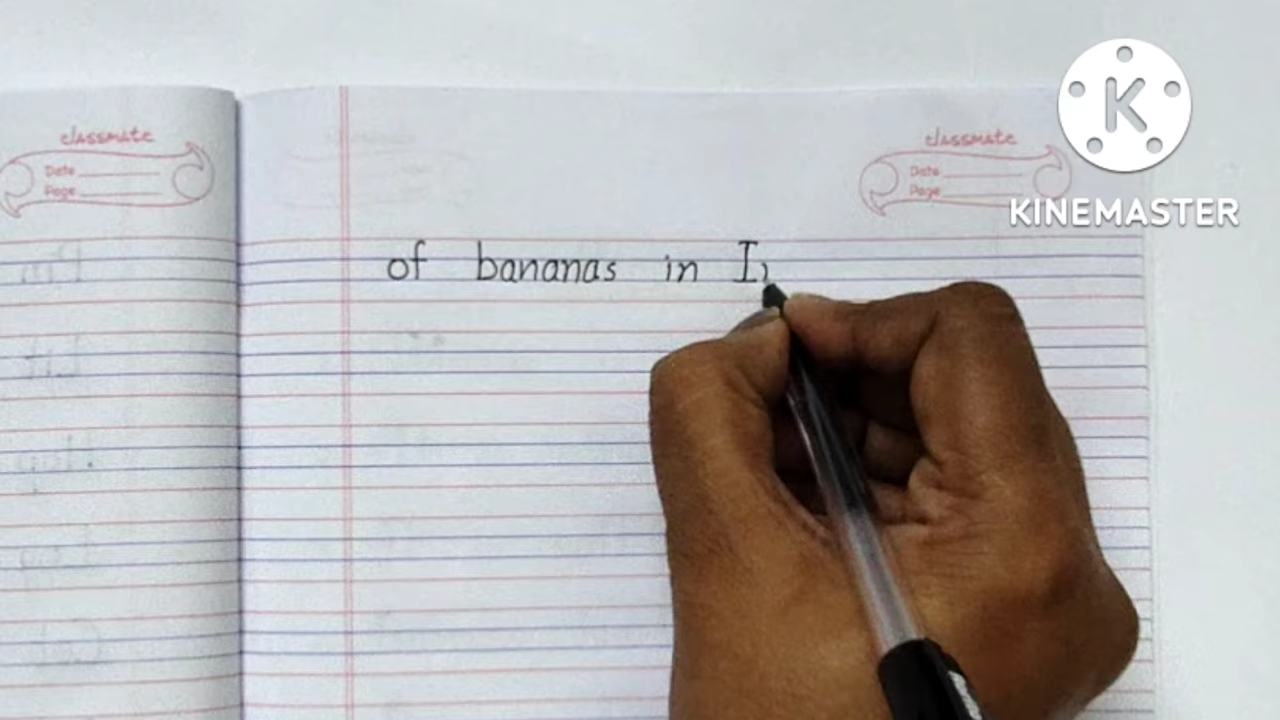 classmate
Date
Page
classmate
Date
Page
of bananas in I
KINEMASTER